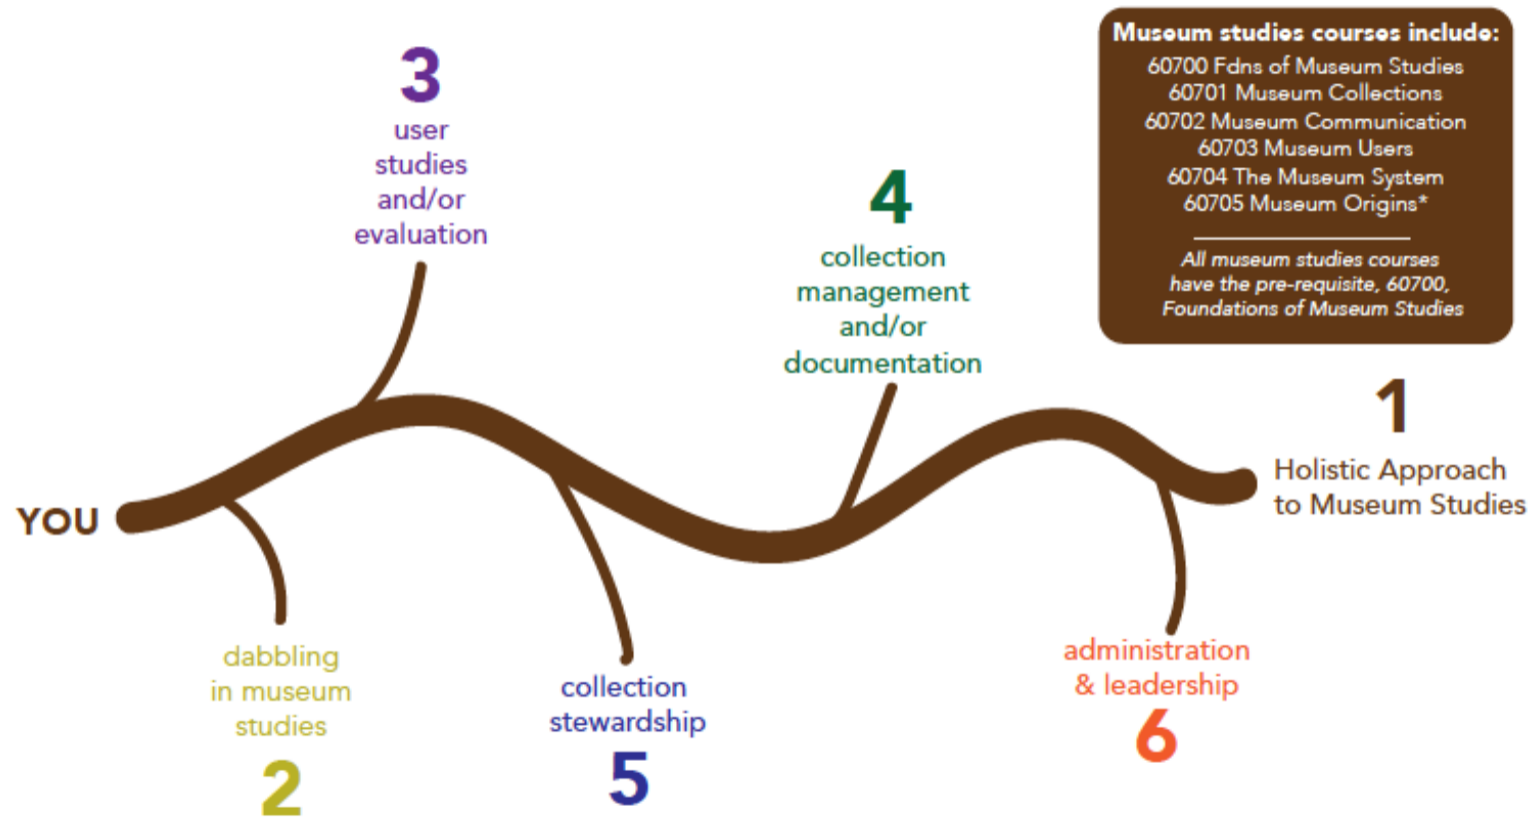 Museum studies courses include:
60700 Fdns of Museum Studies
60701 Museum Collections
60702 Museum Communication
60703 Museum Users
60704 The Museum System
60705 Museum Origins*
All museum studies courses
have the pre-requisite, 60700,
Foundations of Museum Studies
3
user
studies
and/or
evaluation
4
collection
management
and/or
documentation
1
Holistic Approach
to Museum Studies
YOU
dabbling
in museum
studies
2
collection
stewardship
5
administration
& leadership
6